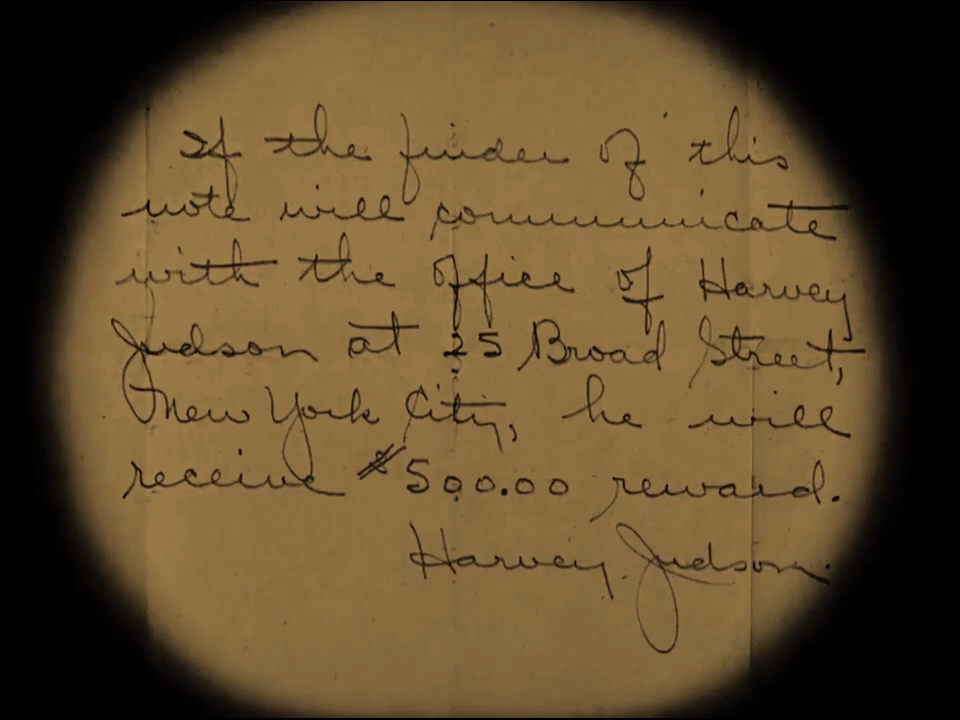 If the finder of this
note will communicate
with the office of Harvey
Judson at 25 Broad Street,
New York City, he will
receive $500.00 reward.
Harvey Judson.